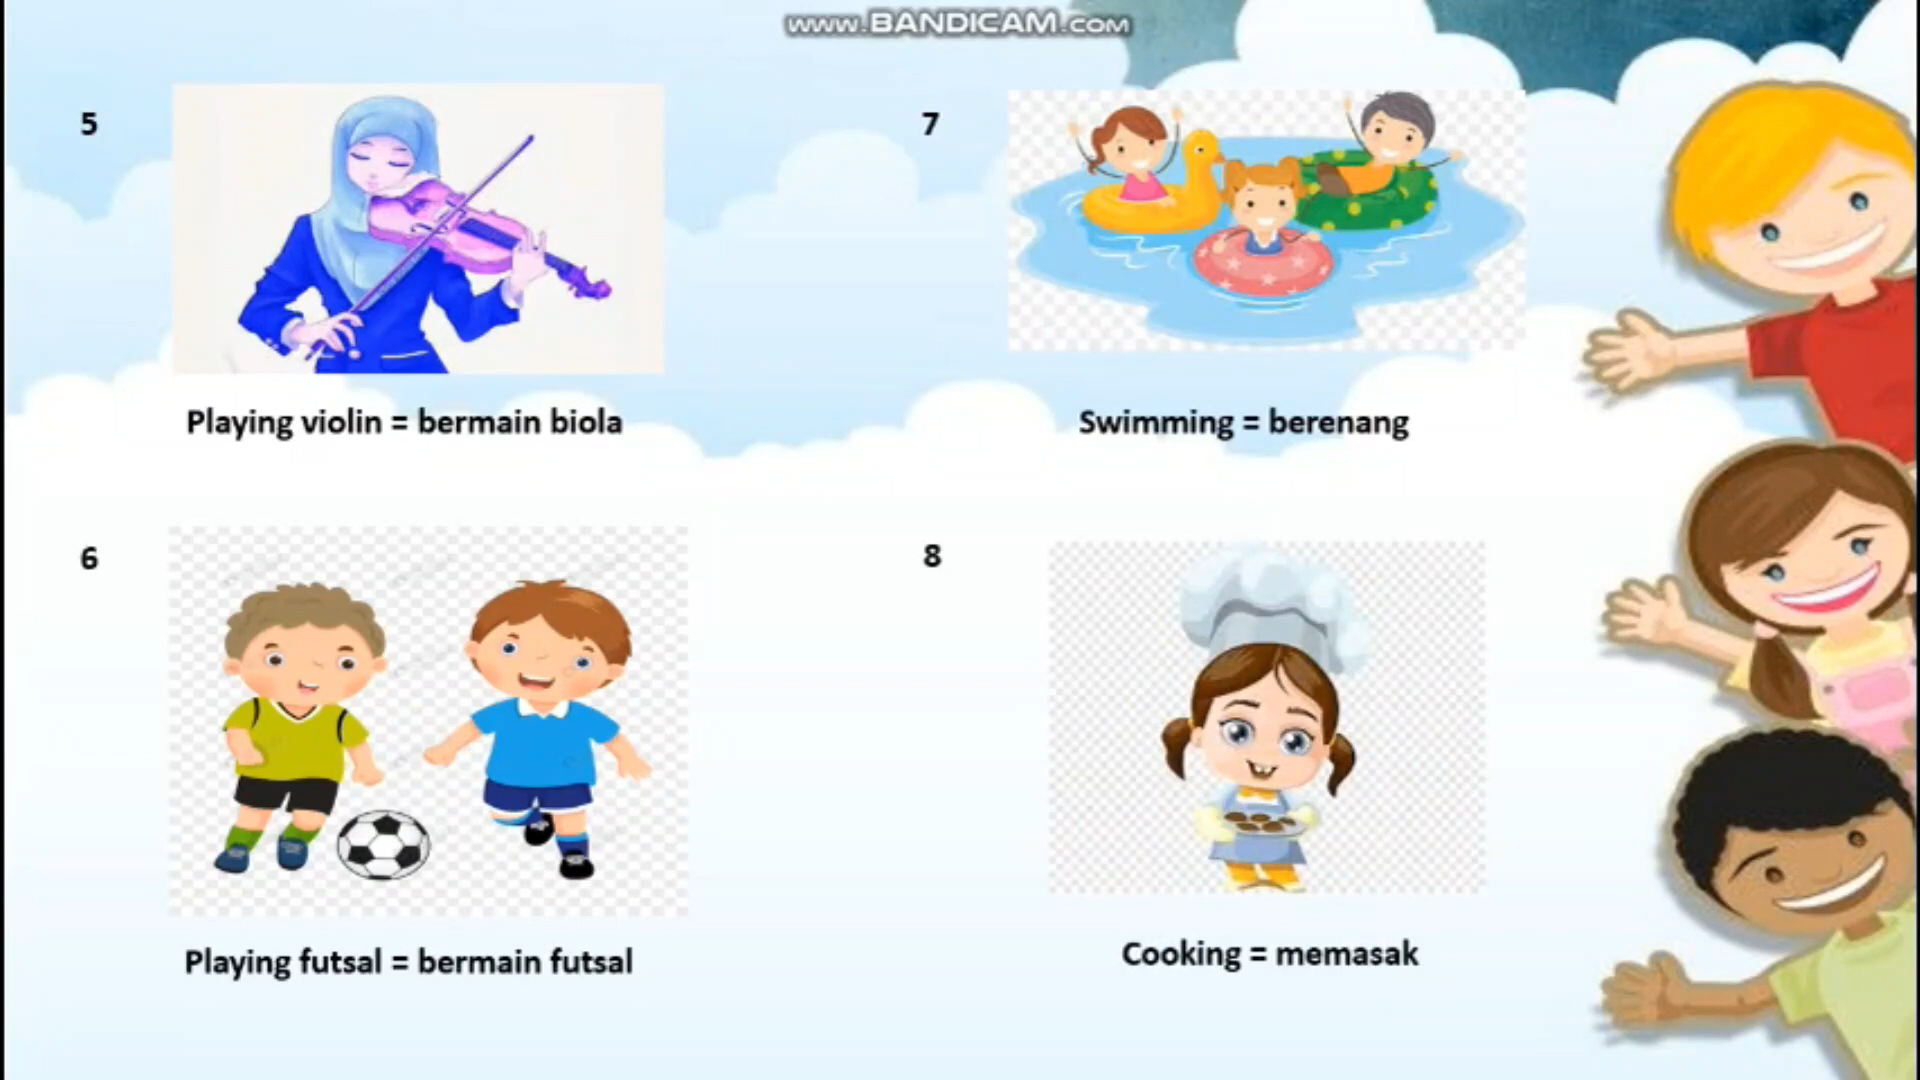 www.BANDICAM.com
5
Playing violin = bermain biola
6
Playing futsal = bermain futsal
7
Swimming = berenang
8
Cooking = memasak